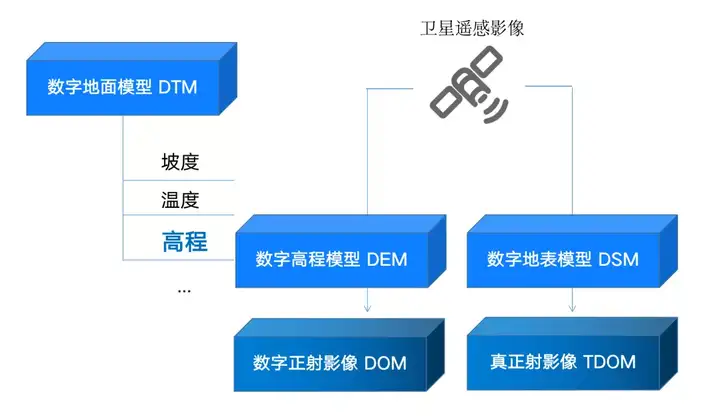 卫星遥感影像
数字地面模型 DTM
坡度
温度
高程
...
数字高程模型 DEM
数字地表模型 DSM
数字正射影像 DOM
真正射影像 TDOM